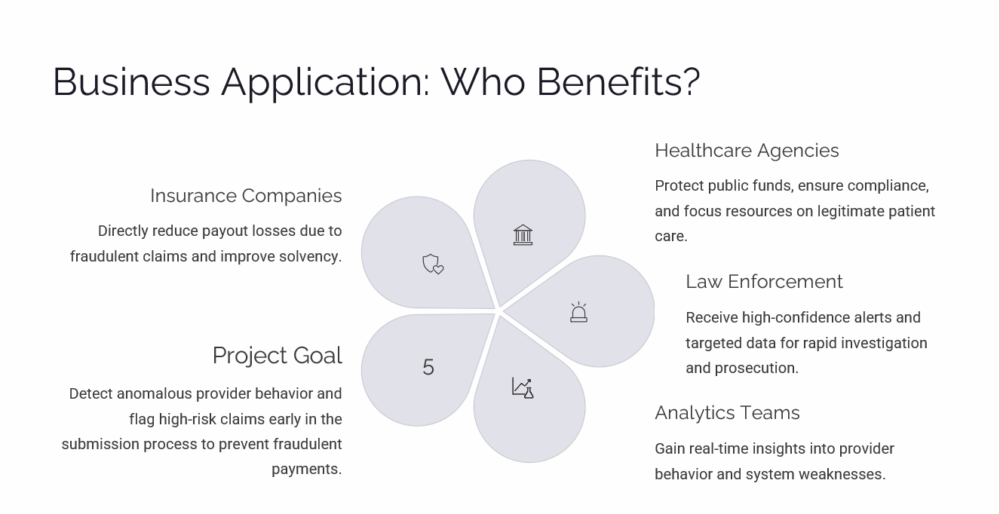 Business Application: Who Benefits?
Insurance Companies
Directly reduce payout losses due to
fraudulent claims and improve solvency.
Healthcare Agencies
Protect public funds, ensure compliance,
and focus resources on legitimate patient
care.
Law Enforcement
Receive high-confidence alerts and
targeted data for rapid investigation
and prosecution.
Analytics Teams
Gain real-time insights into provider
behavior and system weaknesses.
Project Goal
Detect anomalous provider behavior and
flag high-risk claims early in the
submission process to prevent fraudulent
payments.
5